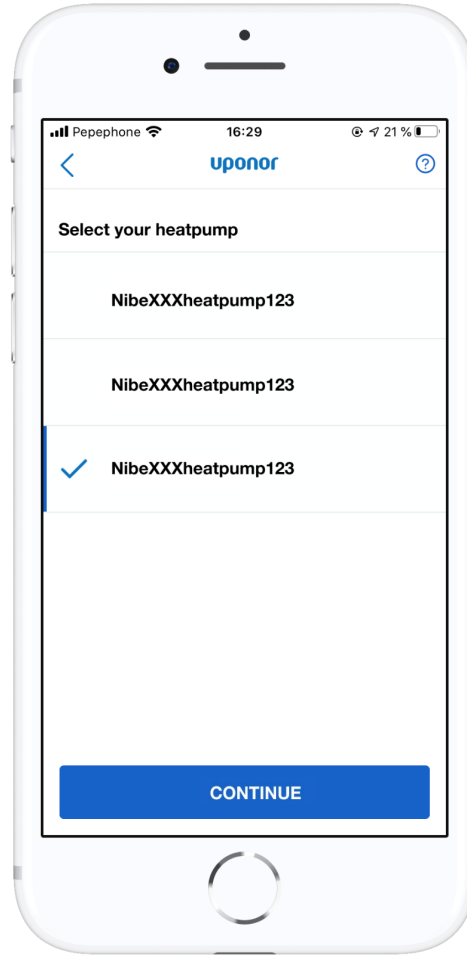 Pepephone 16:29 21 %
uponor
?
Select your heatpump
NibeXXXheatpump123
NibeXXXheatpump123
NibeXXXheatpump123
CONTINUE